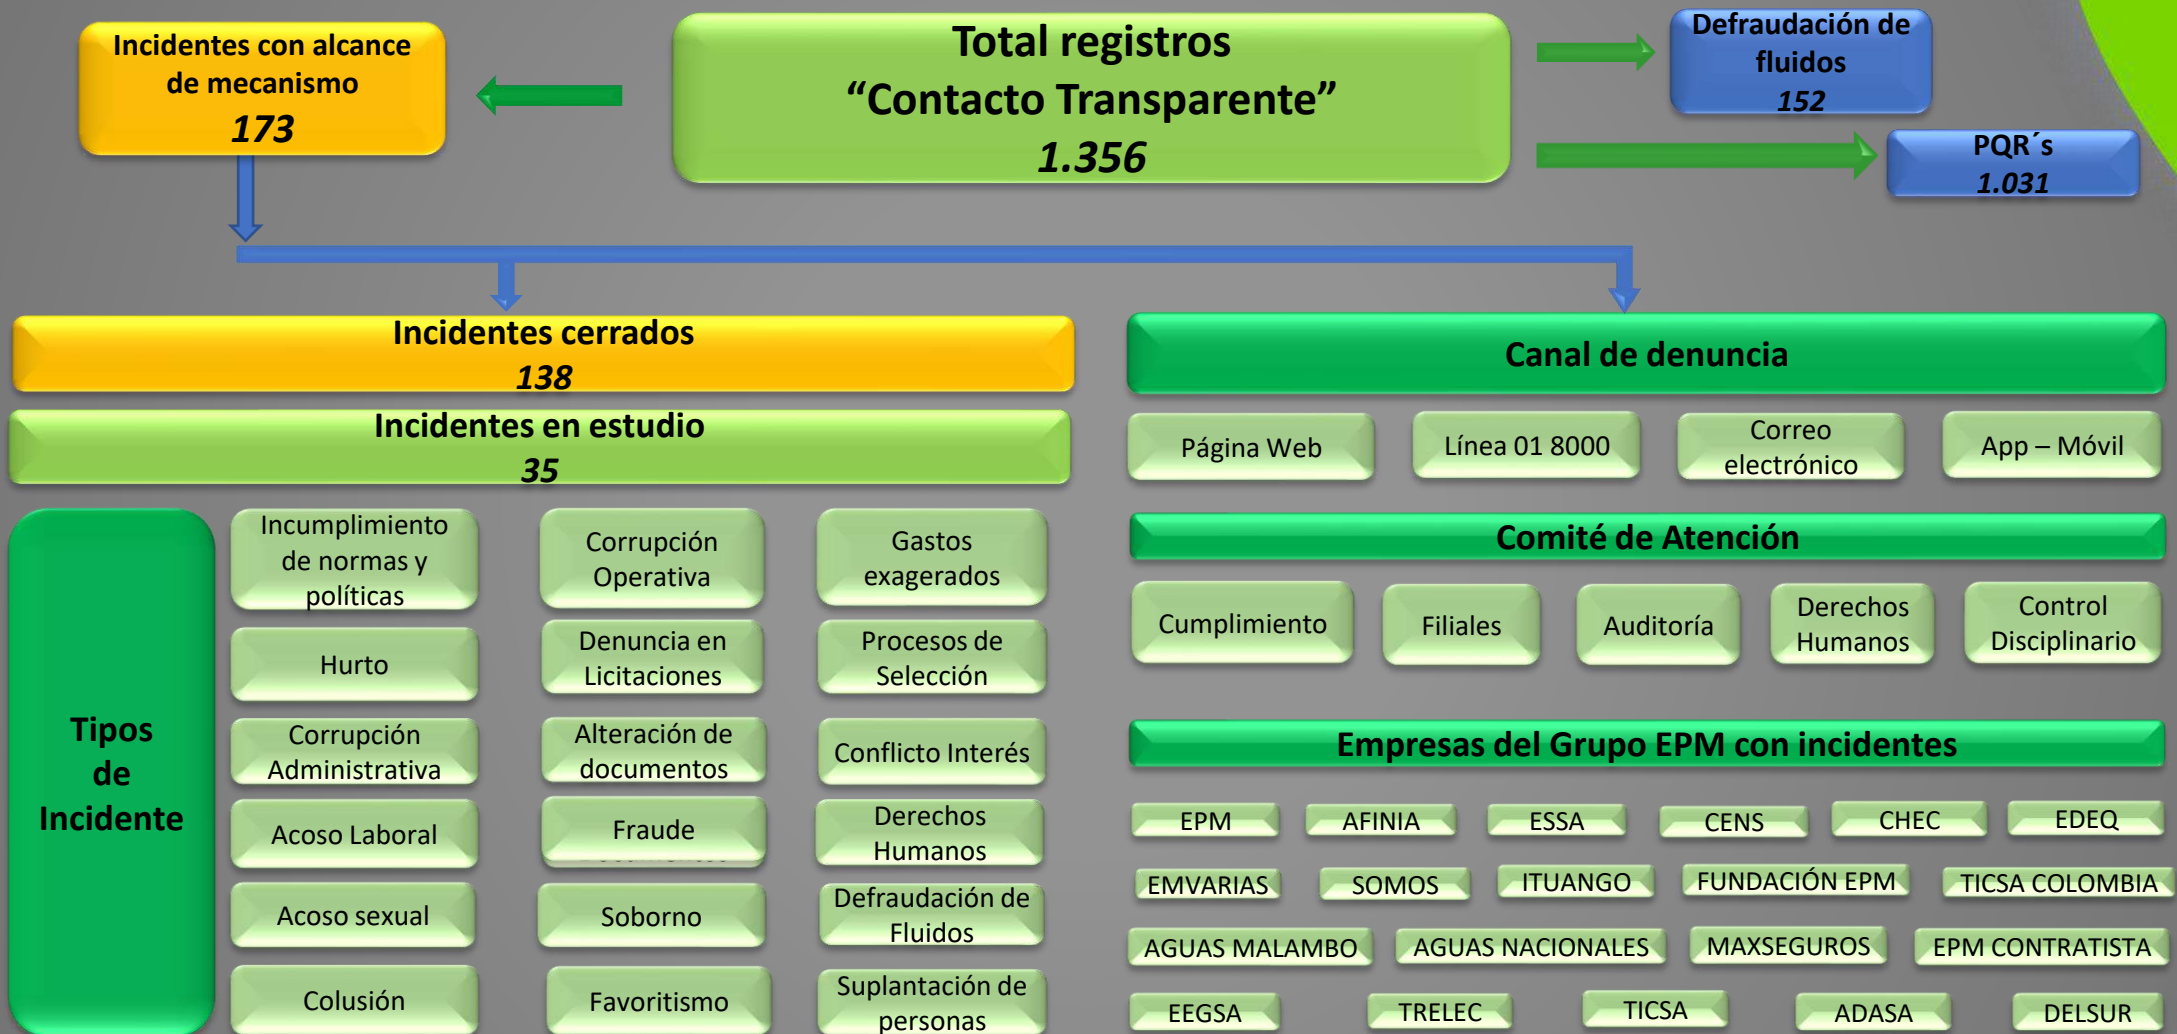 Incidentes con alcance
de mecanismo
173
Total registros
“Contacto Transparente”
1.356
Defraudación de
fluidos
152
PQR´s
1.031
Incidentes cerrados
138
Incidentes en estudio
35
Tipos
de
Incidente
Incumplimiento
de normas y
políticas
Corrupción
Operativa
Gastos
exagerados
Hurto
Denuncia en
Licitaciones
Procesos de
Selección
Corrupción
Administrativa
Alteración de
documentos
Conflicto Interés
Acoso Laboral
Fraude
Derechos
Humanos
Acoso sexual
Soborno
Defraudación de
Fluidos
Colusión
Favoritismo
Suplantación de
personas
Canal de denuncia
Página Web
Línea 01 8000
Correo
electrónico
App – Móvil
Comité de Atención
Cumplimiento
Filiales
Auditoría
Derechos
Humanos
Control
Disciplinario
Empresas del Grupo EPM con incidentes
EPM
AFINIA
ESSA
CENS
CHEC
EDEQ
EMVARIAS
SOMOS
ITUANGO
FUNDACIÓN EPM
TICSA COLOMBIA
AGUAS MALAMBO
AGUAS NACIONALES
MAXSEGUROS
EPM CONTRATISTA
EEGSA
TRELEC
TICSA
ADASA
DELSUR